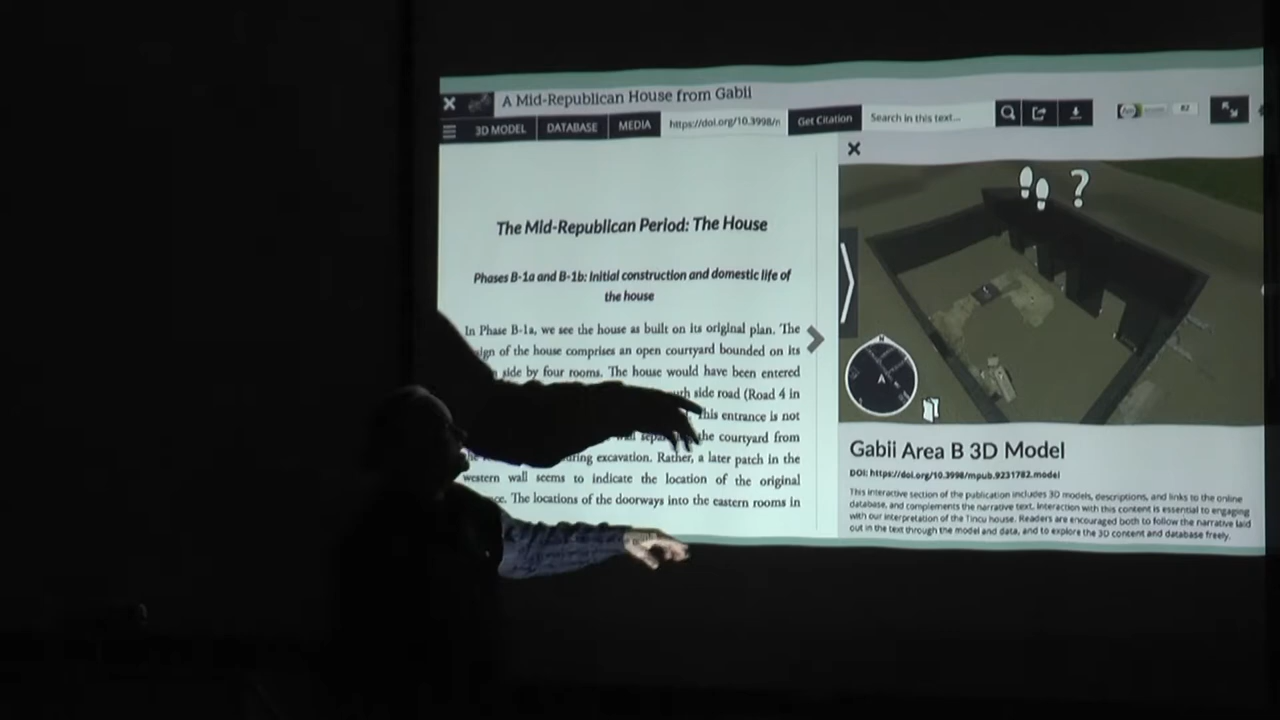 A Mid-Republican House from Gabii
3D MODEL DATABASE MEDIA https://doi.org/10.3998/n Get Citation Search in this text...
The Mid-Republican Period: The House
Phases B-1a and B-1b: Initial construction and domestic life of
the house
In Phase B-1a, we see the house as built on its original plan. The
of the house comprises an open courtyard bounded on its
side by four rooms. The house would have been entered
side road (Road 4 in
This entrance is not
the courtyard from
during excavation. Rather, a later patch in the
western wall seems to indicate the location of the original
The locations of the doorways into the eastern rooms in
?
N
A
Gabii Area B 3D Model
DOI: https://doi.org/10.3998/mpub.9231782.model
This interactive section of the publication includes 3D models, descriptions, and links to the online
database, and complements the narrative text. Interaction with this content is essential to engaging
with our interpretation of the Tincu house. Readers are encouraged both to follow the narrative laid
out in the text through the model and data, and to explore the 3D content and database freely.